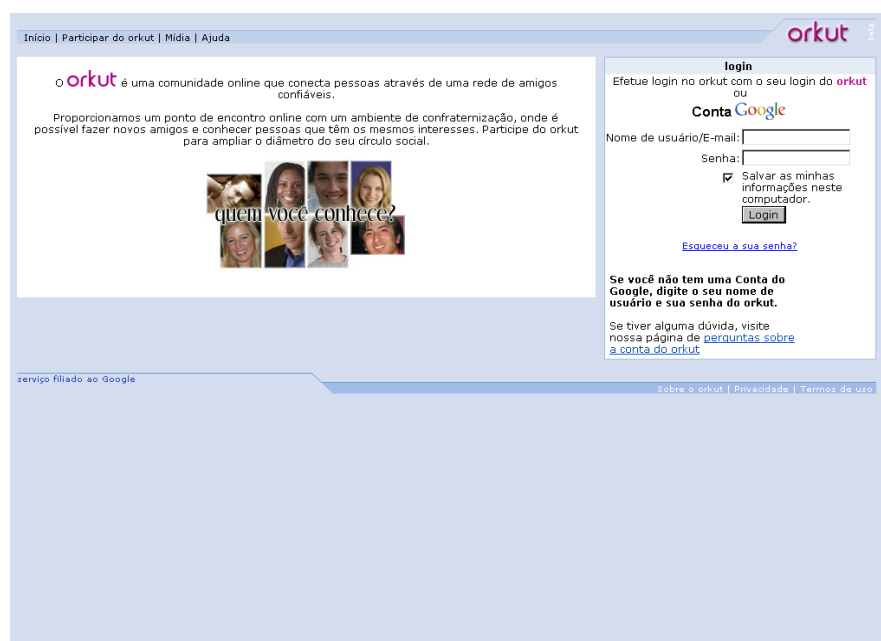 Início | Participar do orkut | Mídia | Ajuda
orkut
beta
O orkut é uma comunidade online que conecta pessoas através de uma rede de amigos
confiáveis.
Proporcionamos um ponto de encontro online com um ambiente de confraternização, onde é
possível fazer novos amigos e conhecer pessoas que têm os mesmos interesses. Participe do orkut
para ampliar o diâmetro do seu círculo social.
quem você conhece?
login
Efetue login no orkut com o seu login do orkut
ou
Conta Google
Nome de usuário/E-mail:
Senha:
Salvar as minhas
informações neste
computador.
Login
Esqueceu a sua senha?
Se você não tem uma Conta do
Google, digite o seu nome de
usuário e sua senha do orkut.
Se tiver alguma dúvida, visite
nossa página de perguntas sobre
a conta do orkut
serviço filiado ao Google
Sobre o orkut | Privacidade | Termos de uso